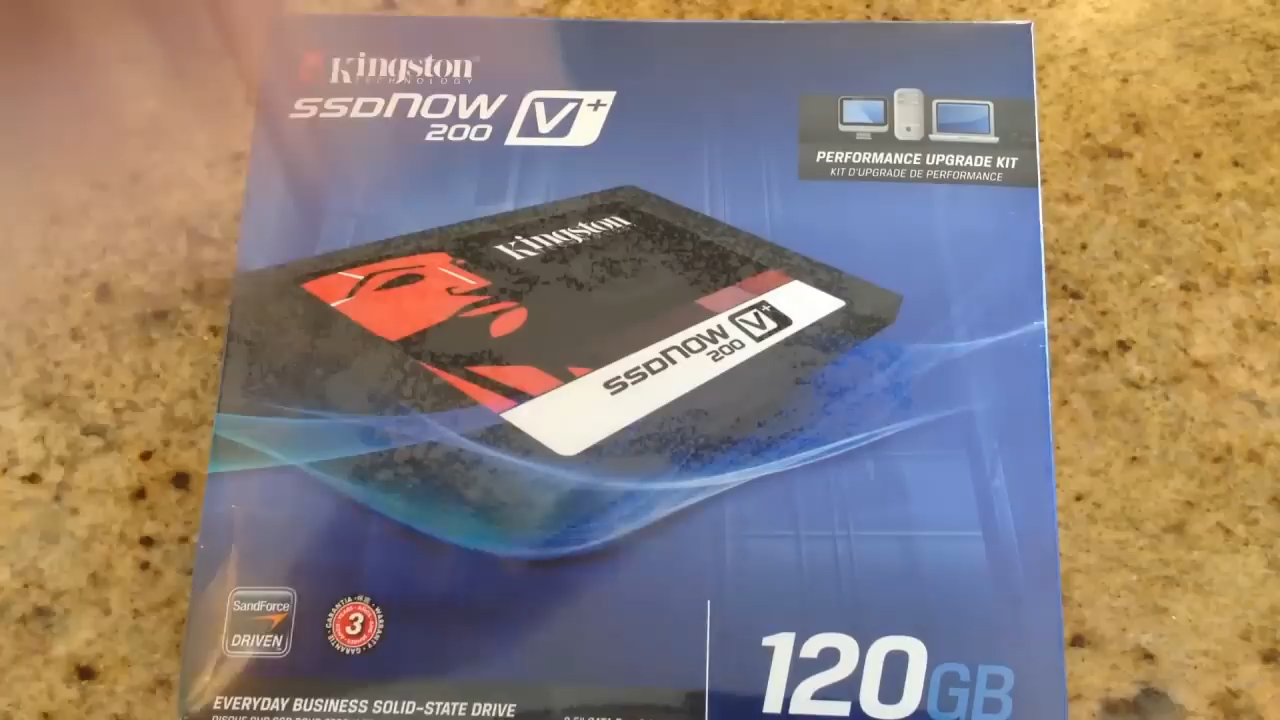 Kingston
TECHNOLOGY
SSDNOW
200
V+
PERFORMANCE UPGRADE KIT
KIT D'UPGRADE DE PERFORMANCE
Kingston
SSDNOW
200
V+
SandForce
DRIVEN
3
120GB
EVERYDAY BUSINESS SOLID-STATE DRIVE